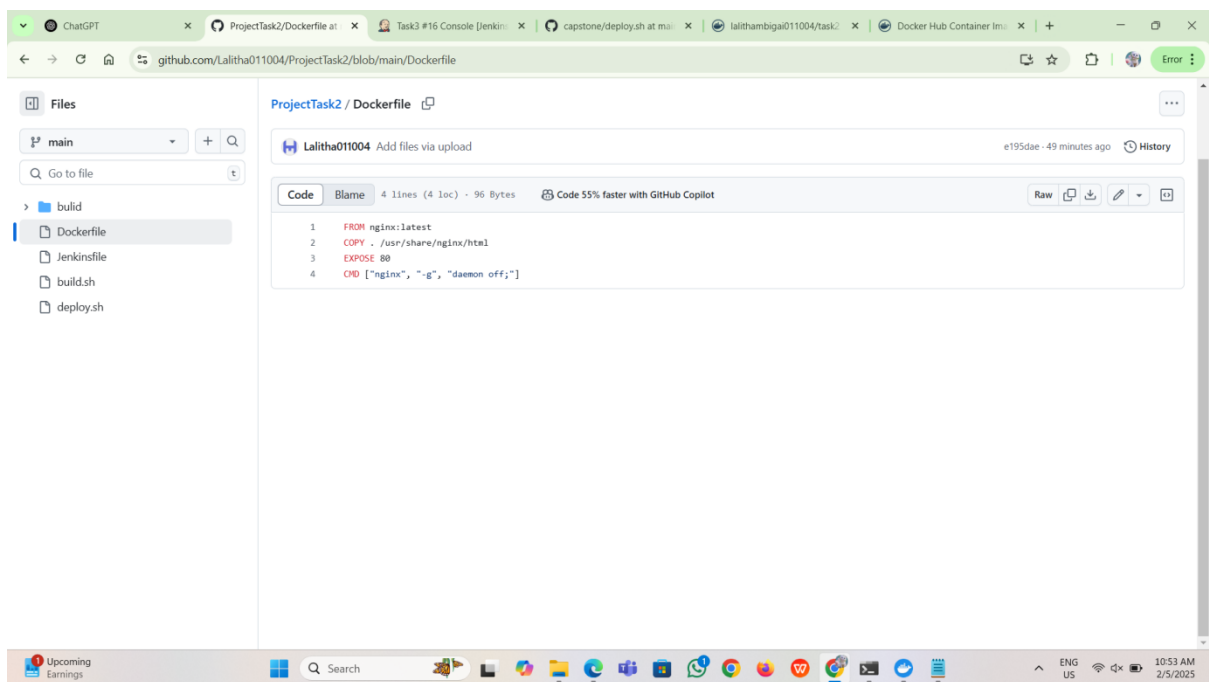 ChatGPT
ProjectTask2/Dockerfile at
Task3 #16 Console [Jenkins
capstone/deploy.sh at mai
lalithambigai011004/task2
Docker Hub Container Ima
github.com/Lalitha011004/ProjectTask2/blob/main/Dockerfile
Error
Files
ProjectTask2 / Dockerfile
main
Lalitha011004 Add files via upload
e195dae · 49 minutes ago
History
Go to file
t
Code
Blame
4 lines (4 loc) · 96 Bytes
Code 55% faster with GitHub Copilot
Raw
bulid
Dockerfile
Jenkinsfile
build.sh
deploy.sh
1 FROM nginx:latest
2 COPY . /usr/share/nginx/html
3 EXPOSE 80
4 CMD ["nginx", "-g", "daemon off;"]
1
Upcoming
Earnings
Search
1
ENG
US
10:53 AM
2/5/2025